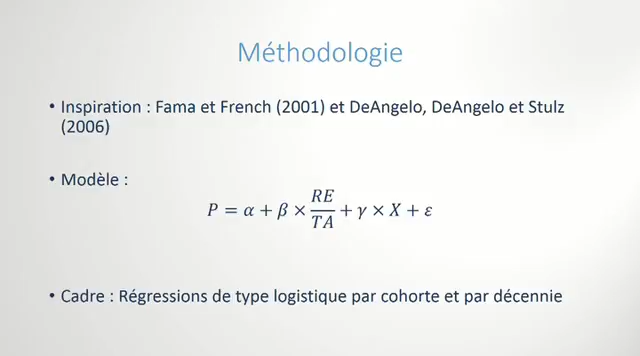 Méthodologie
• Inspiration : Fama et French (2001) et DeAngelo, DeAngelo et Stulz
(2006)
• Modèle :
P = α + β × RE/TA + γ × X + ε
• Cadre : Régressions de type logistique par cohorte et par décennie